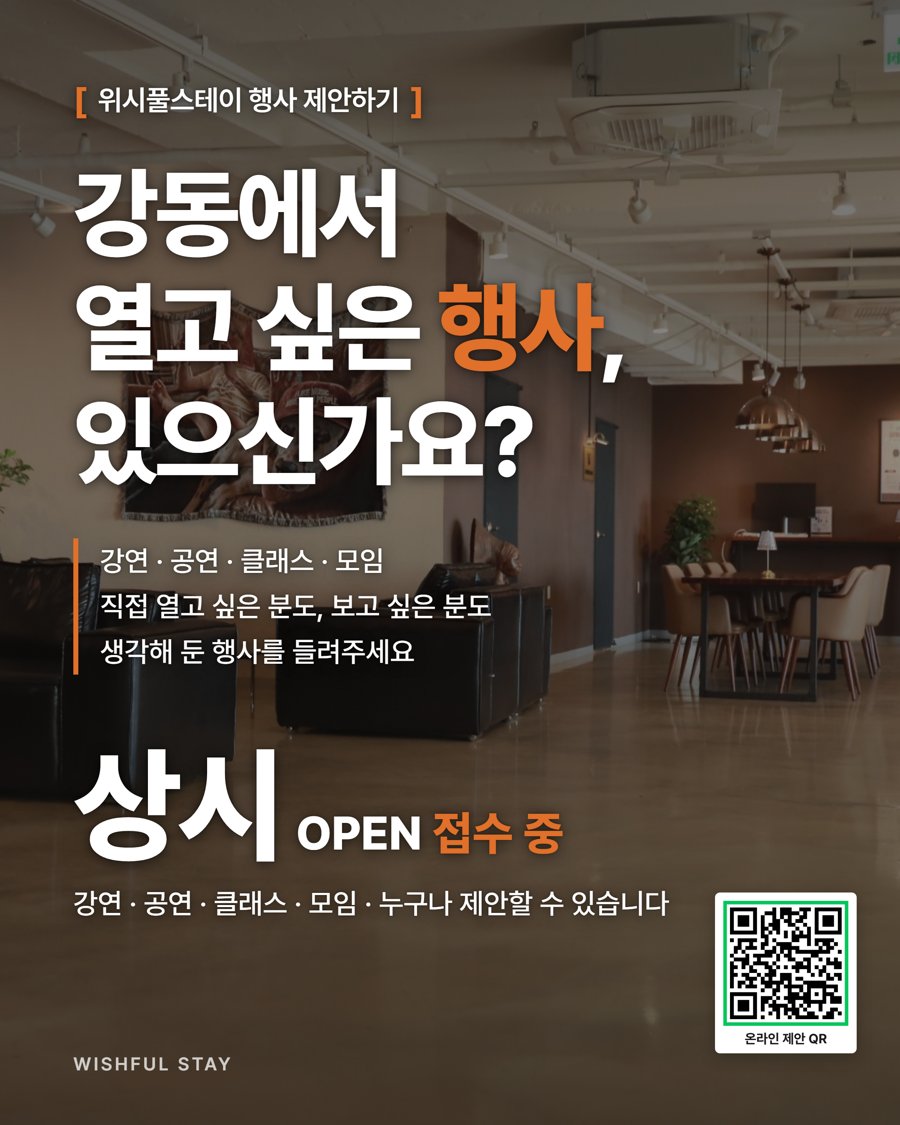 [ 위시풀스테이 행사 제안하기 ]
강동에서
열고 싶은 행사,
있으신가요?
강연 · 공연 · 클래스 · 모임
직접 열고 싶은 분도, 보고 싶은 분도
생각해 둔 행사를 들려주세요
상시 OPEN 접수 중
강연 · 공연 · 클래스 · 모임 · 누구나 제안할 수 있습니다
온라인 제안 QR
WISHFUL STAY